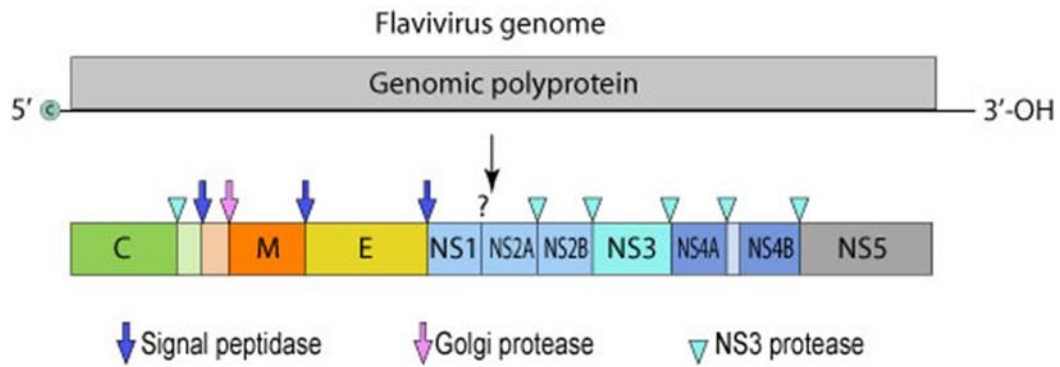 Flavivirus genome
Genomic polyprotein
5′ c 3′-OH
?
C M E NS1 NS2A NS2B NS3 NS4A NS4B NS5
Signal peptidase Golgi protease NS3 protease